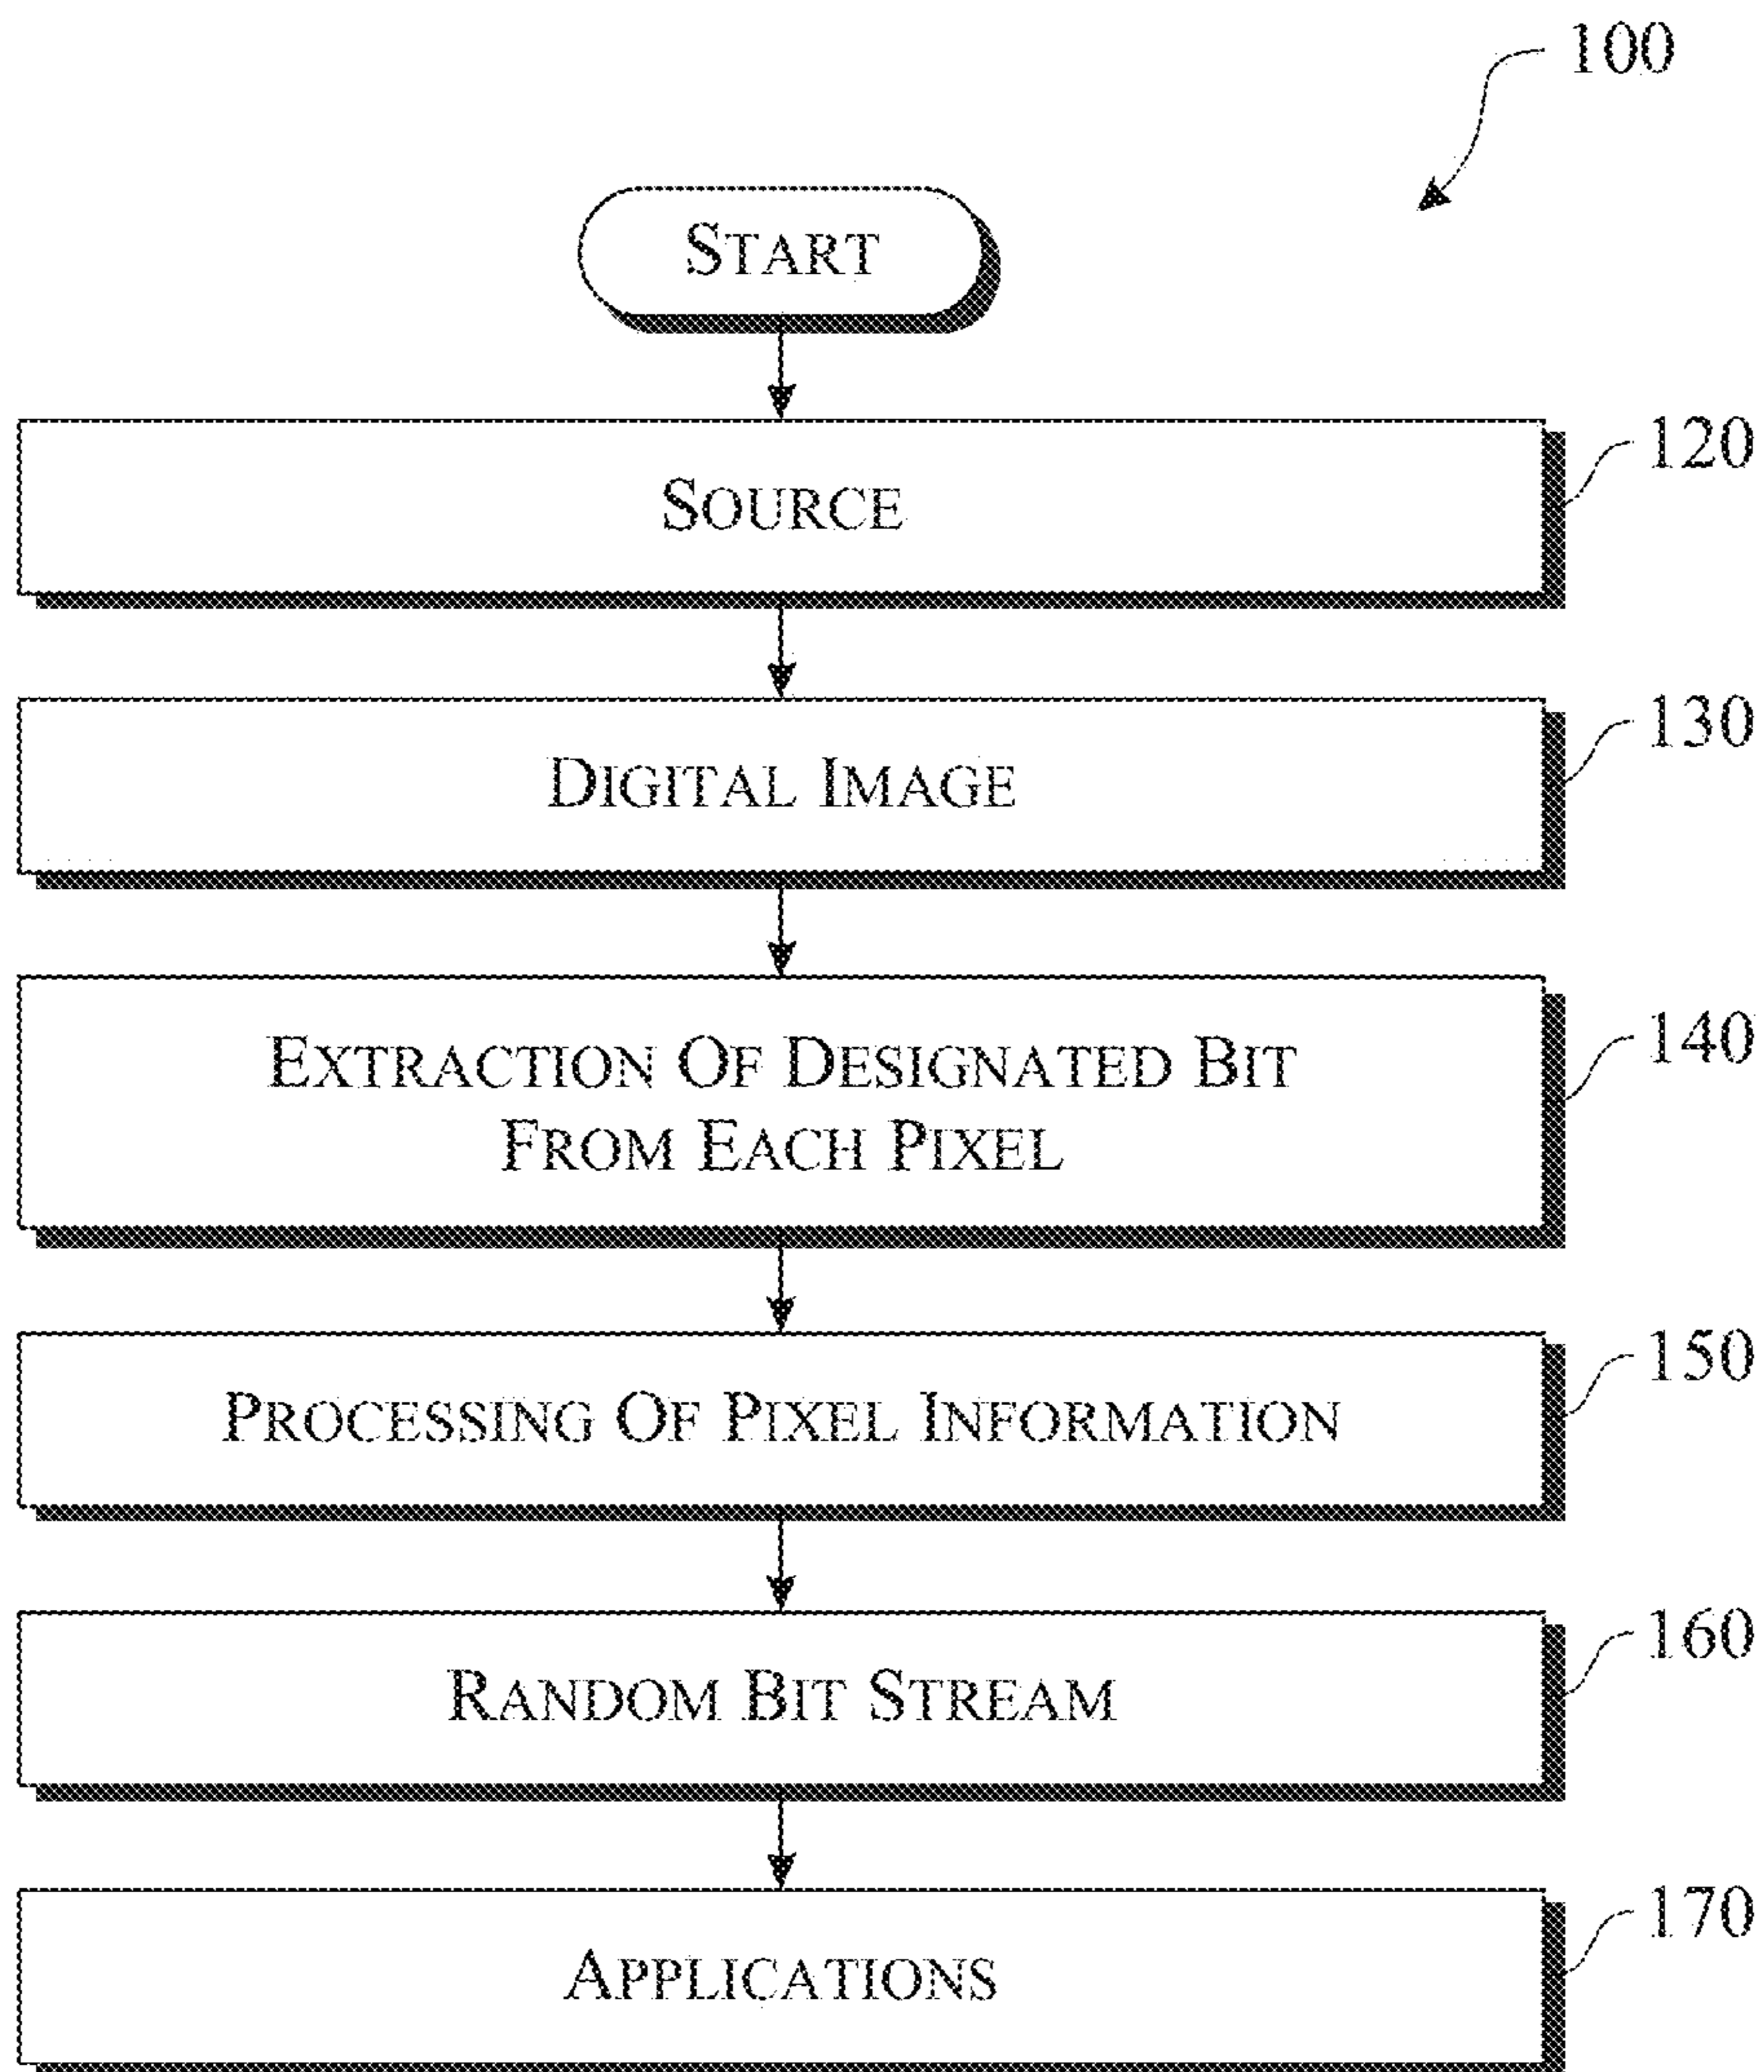 100
START
SOURCE
120
DIGITAL IMAGE
130
EXTRACTION OF DESIGNATED BIT
FROM EACH PIXEL
140
PROCESSING OF PIXEL INFORMATION
150
RANDOM BIT STREAM
160
APPLICATIONS
170